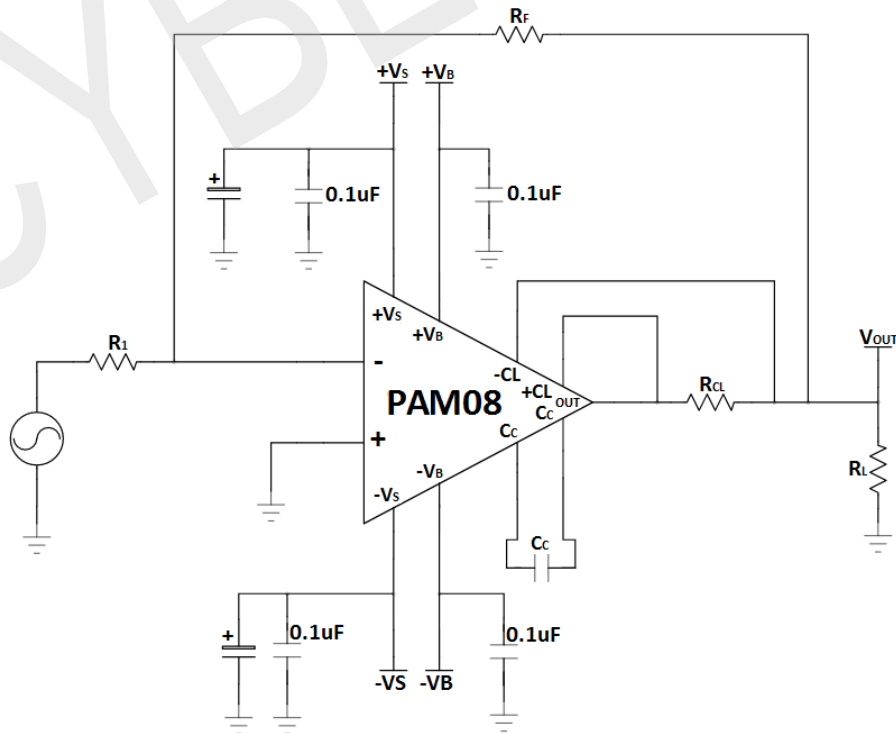 CYBE
RF
+VS +VB
+
0.1uF
0.1uF
+VS
+VB
R1
-
-CL
+CL
VOUT
RCL
PAM08
OUT
CC
CC
+
-VB
-VS
RL
CC
+
0.1uF
0.1uF
-VS -VB